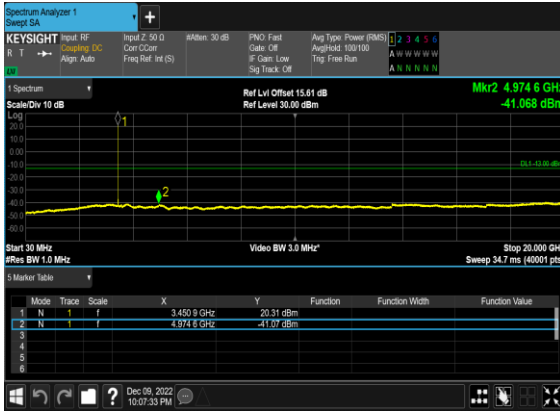 Spectrum Analyzer 1
Swept SA
+
KEYSIGHT
R T
Input: RF
Coupling: DC
Align: Auto
Input Z: 50 Ω
Corr CCorr
Freq Ref: Int (S)
#Atten: 30 dB
PNO: Fast
Gate: Off
IF Gain: Low
Sig Track: Off
Avg Type: Power (RMS)
Avg|Hold: 100/100
Trig: Free Run
1 2 3 4 5 6
A W W W W W
A N N N N N
1 Spectrum
Scale/Div 10 dB
Ref Lvl Offset 15.61 dB
Ref Level 30.00 dBm
Mkr2 4.974 6 GHz
-41.068 dBm
Log
20.0
10.0
0.00
-10.0
-20.0
-30.0
-40.0
-50.0
-60.0
1
2
DL1 -13.00 dBm
Start 30 MHz
#Res BW 1.0 MHz
Video BW 3.0 MHz*
Stop 20.000 GH
Sweep 34.7 ms (40001 pts
5 Marker Table
Mode Trace Scale X Y Function Function Width Function Value
1 N 1 f 3.450 9 GHz 20.31 dBm
2 N 1 f 4.974 6 GHz -41.07 dBm
3
4
5
6
?
Dec 09, 2022
10:07:33 PM